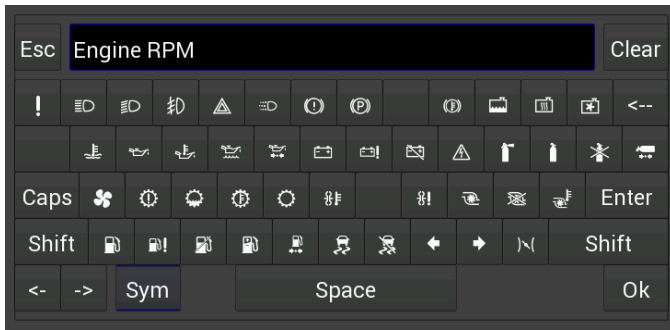 Esc Engine RPM Clear
<--
Caps Enter
Shift Shift
<- -> Sym Space Ok